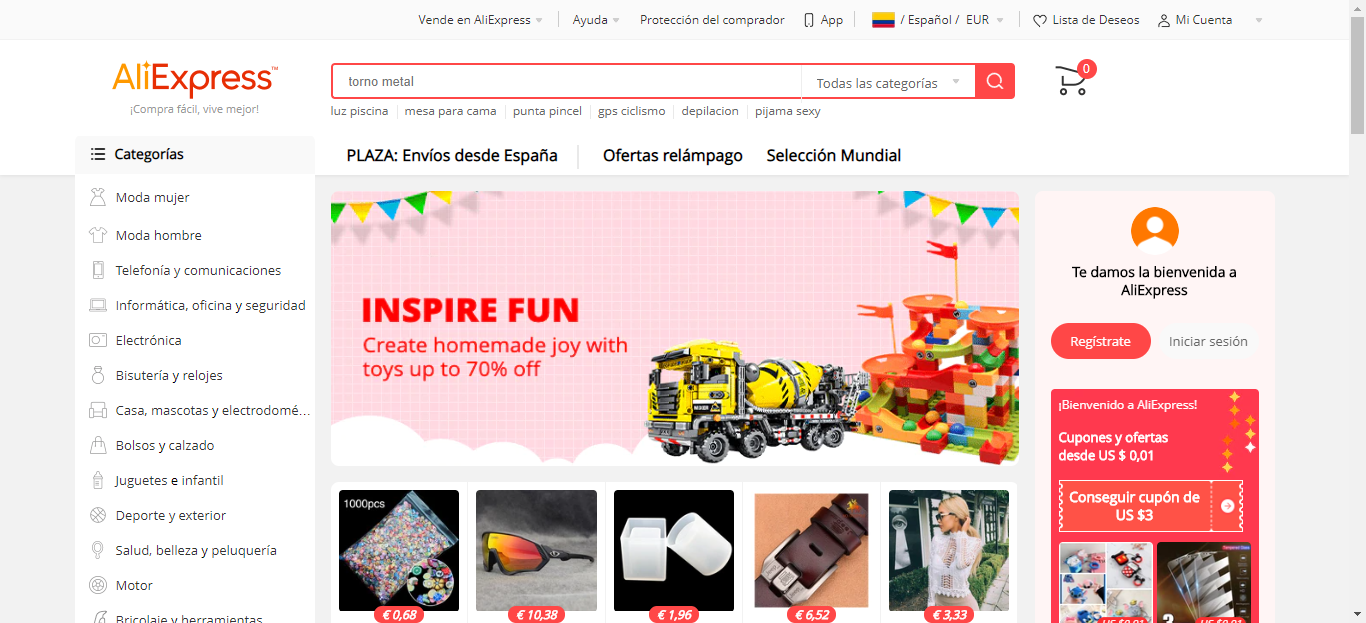 Vende en AliExpress
Ayuda
Protección del comprador
App
/ Español / EUR
Lista de Deseos
Mi Cuenta
AliExpress™
¡Compra fácil, vive mejor!
torno metal
Todas las categorías
0
luz piscina
mesa para cama
punta pincel
gps ciclismo
depilacion
pijama sexy
Categorías
PLAZA: Envíos desde España
Ofertas relámpago
Selección Mundial
Moda mujer
Moda hombre
Telefonía y comunicaciones
Informática, oficina y seguridad
Electrónica
Bisutería y relojes
Casa, mascotas y electrodomé...
Bolsos y calzado
Juguetes e infantil
Deporte y exterior
Salud, belleza y peluquería
Motor
Bricolaje y herramientas
INSPIRE FUN
Create homemade joy with
toys up to 70% off
1000pcs
€ 0,68
€ 10,38
€ 1,96
€ 6,52
€ 3,33
Te damos la bienvenida a
AliExpress
Regístrate
Iniciar sesión
¡Bienvenido a AliExpress!
Cupones y ofertas
desde US $ 0,01
Conseguir cupón de
US $3
US $0,01
US $0,01